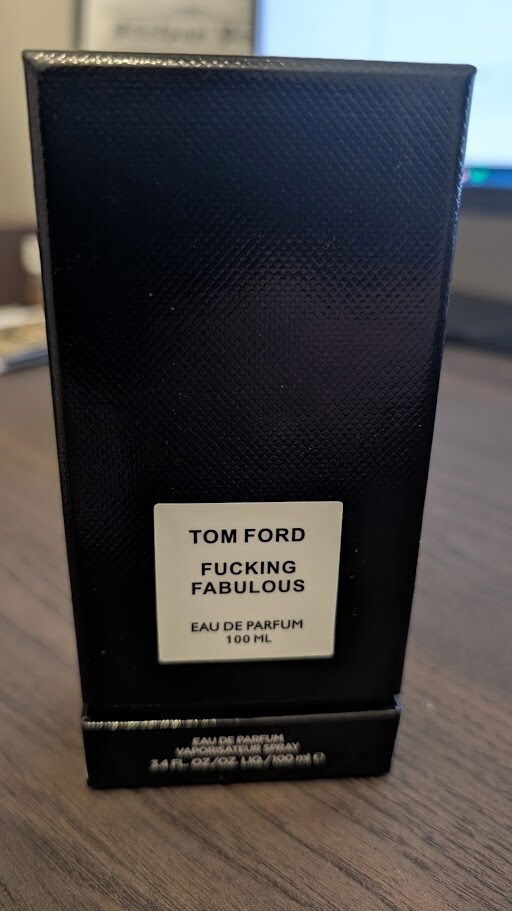 TOM FORD
FUCKING
FABULOUS
EAU DE PARFUM
100 ML
EAU DE PARFUM
VAPORISATEUR SPRAY
3.4 FL. OZ/OZ. LIQ/100 ml ℮